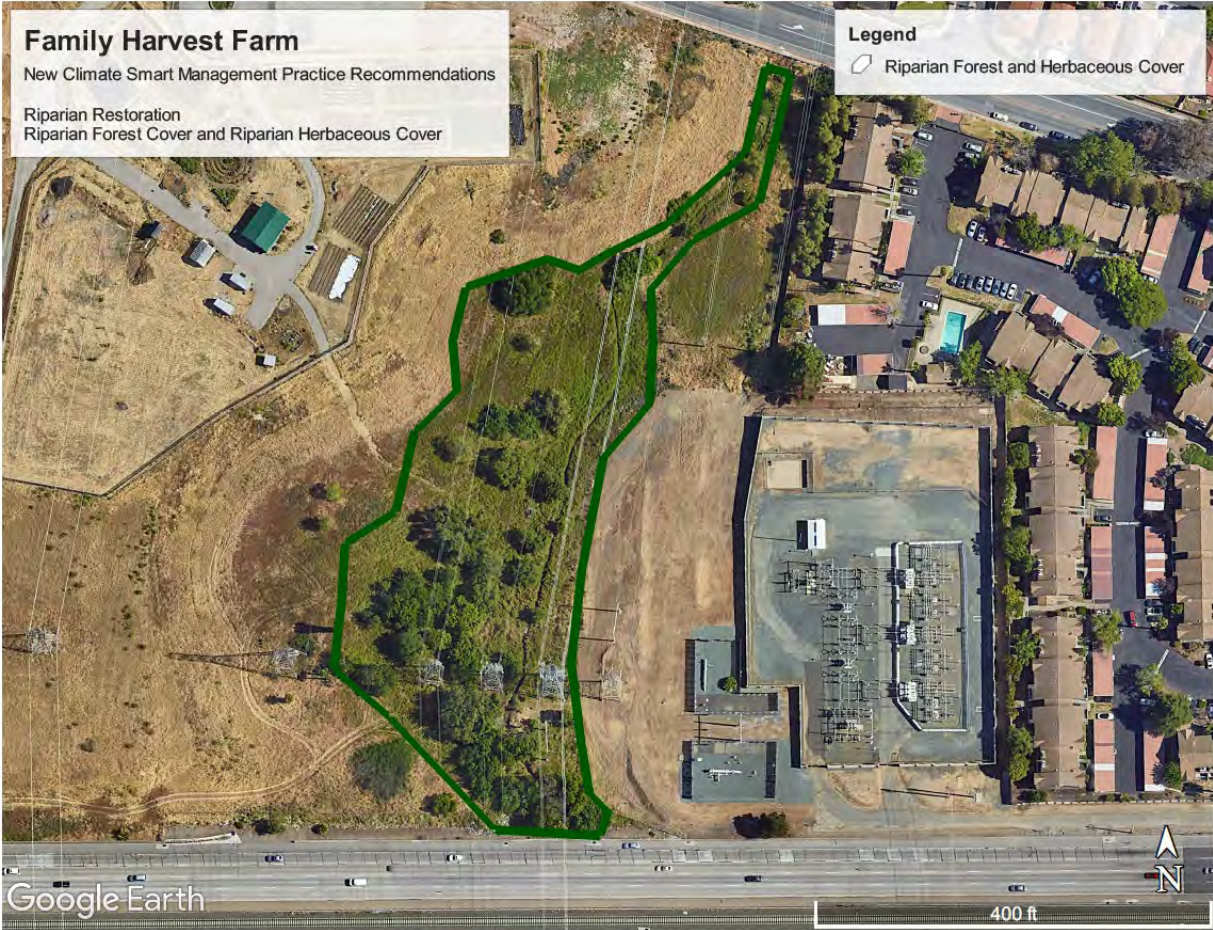 Family Harvest Farm
New Climate Smart Management Practice Recommendations
Riparian Restoration
Riparian Forest Cover and Riparian Herbaceous Cover
Legend
Riparian Forest and Herbaceous Cover
Google Earth
N
400 ft